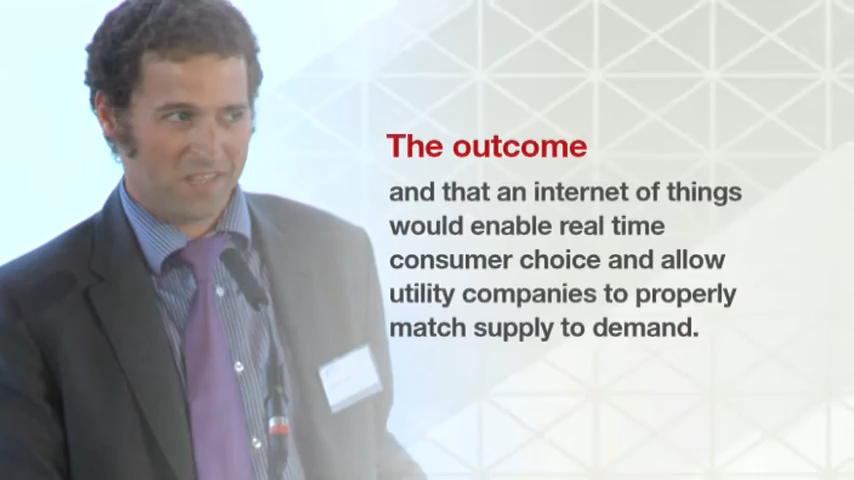 The outcome
and that an internet of things
would enable real time
consumer choice and allow
utility companies to properly
match supply to demand.